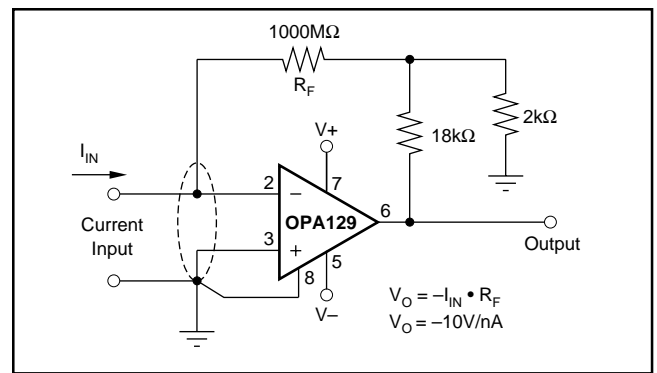 1000MΩ
R_F
18kΩ
2kΩ
V+
I_IN
2
–
7
OPA129
6
3
+
8
5
Current
Input
Output
V–
V_O = –I_IN • R_F
V_O = –10V/nA